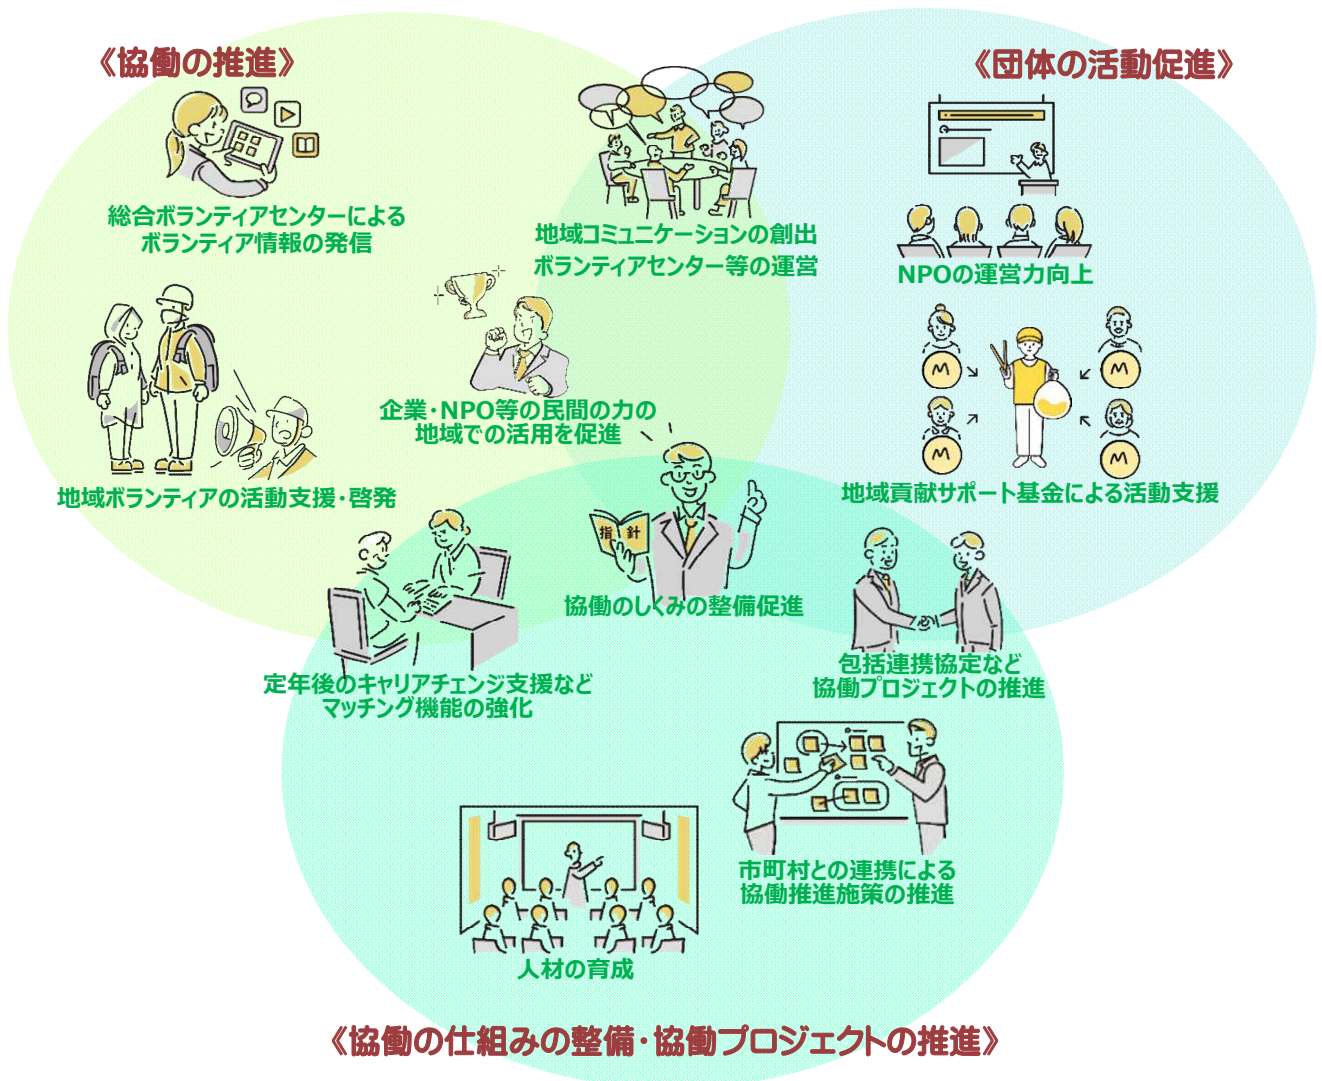 《協働の推進》
《団体の活動促進》
総合ボランティアセンターによる
ボランティア情報の発信
地域コミュニケーションの創出
ボランティアセンター等の運営
NPOの運営力向上
企業・NPO等の民間の力の
地域での活用を促進
M
M
M
M
地域ボランティアの活動支援・啓発
地域貢献サポート基金による活動支援
指針
協働のしくみの整備促進
包括連携協定など
協働プロジェクトの推進
定年後のキャリアチェンジ支援など
マッチング機能の強化
市町村との連携による
協働推進施策の推進
人材の育成
《協働の仕組みの整備・協働プロジェクトの推進》